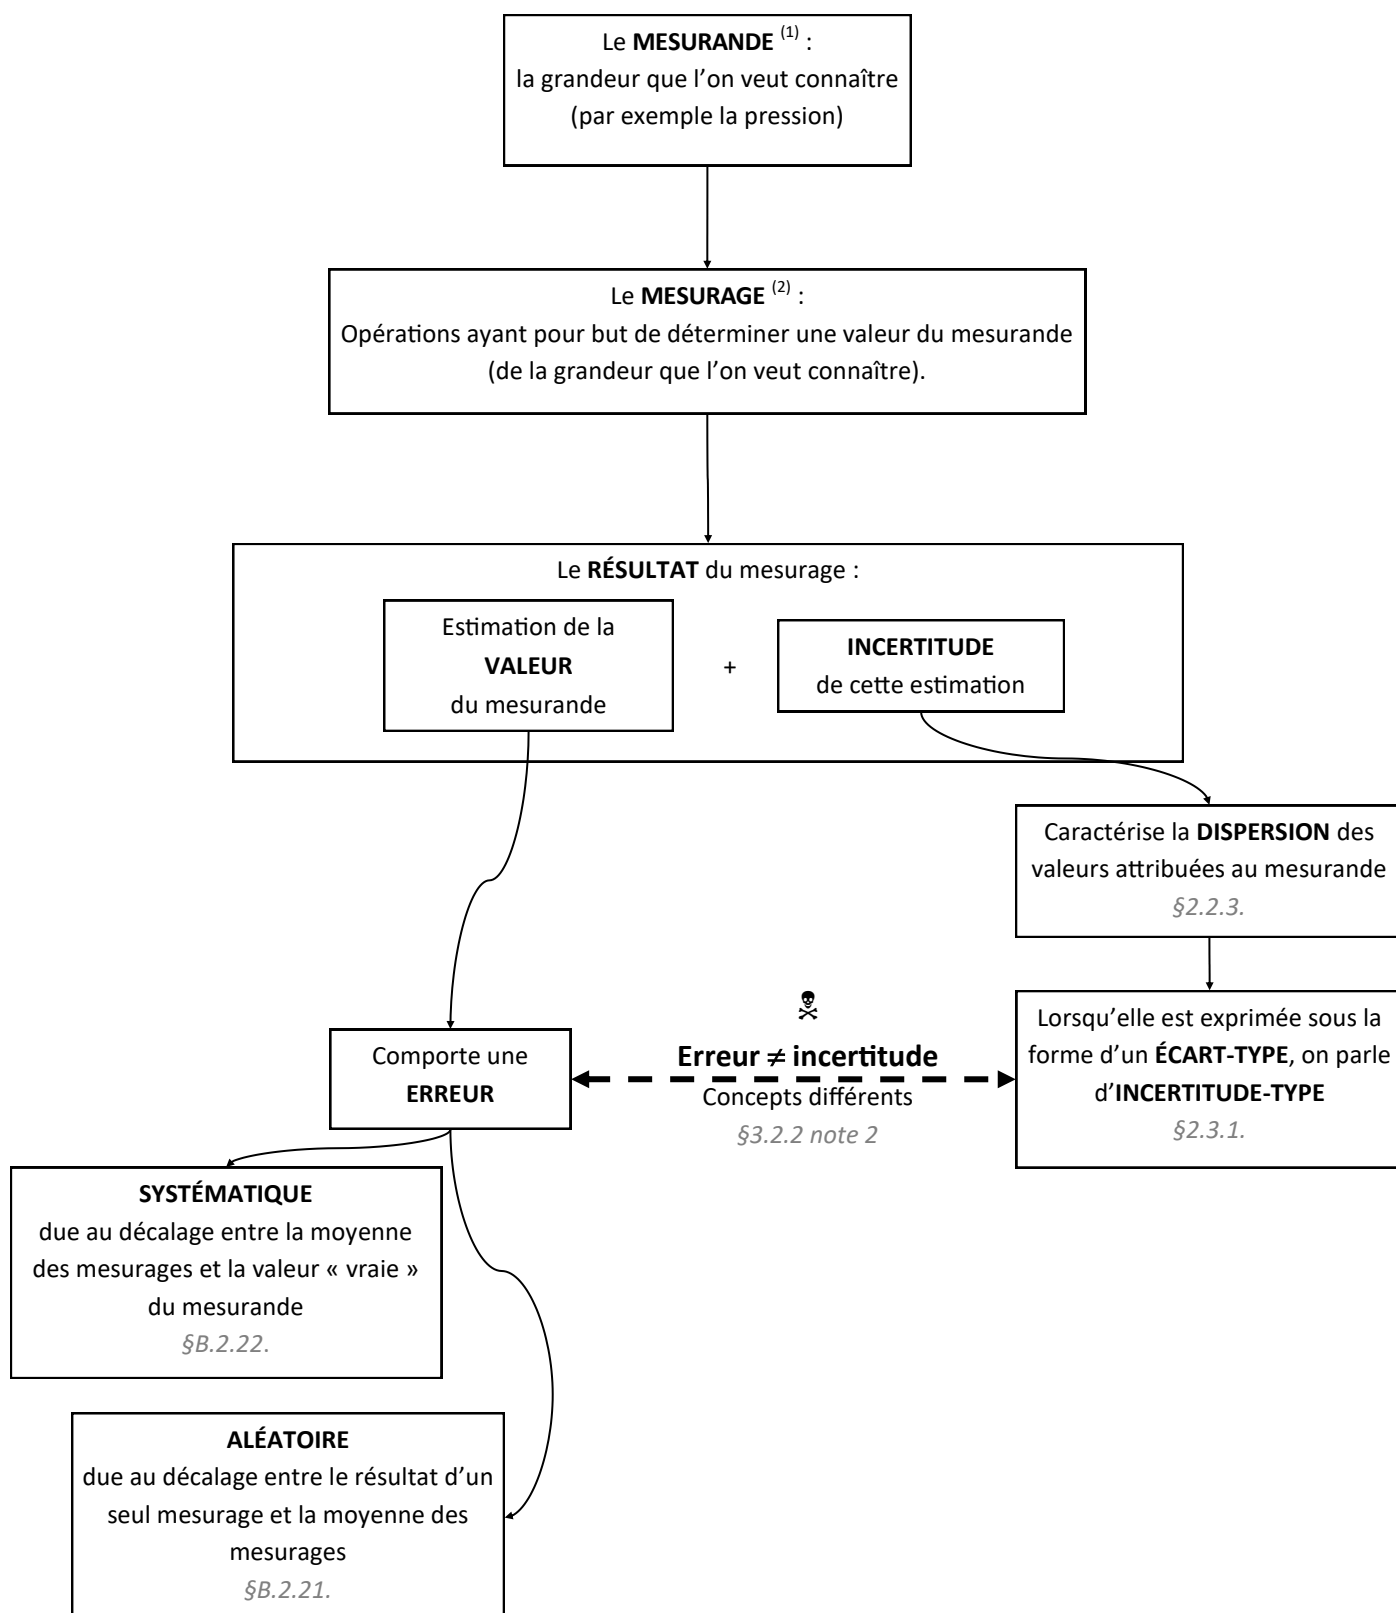 Le MESURANDE (1) :
la grandeur que l'on veut connaître
(par exemple la pression)
Le MESURAGE (2) :
Opérations ayant pour but de déterminer une valeur du mesurande
(de la grandeur que l'on veut connaître).
Le RÉSULTAT du mesurage :
Estimation de la
VALEUR
du mesurande
+
INCERTITUDE
de cette estimation
Caractérise la DISPERSION des
valeurs attribuées au mesurande
§2.2.3.
Comporte une
ERREUR
Erreur ≠ incertitude
Concepts différents
§3.2.2 note 2
Lorsqu'elle est exprimée sous la
forme d'un ÉCART-TYPE, on parle
d'INCERTITUDE-TYPE
§2.3.1.
SYSTÉMATIQUE
due au décalage entre la moyenne
des mesurages et la valeur « vraie »
du mesurande
§B.2.22.
ALÉATOIRE
due au décalage entre le résultat d'un
seul mesurage et la moyenne des
mesurages
§B.2.21.